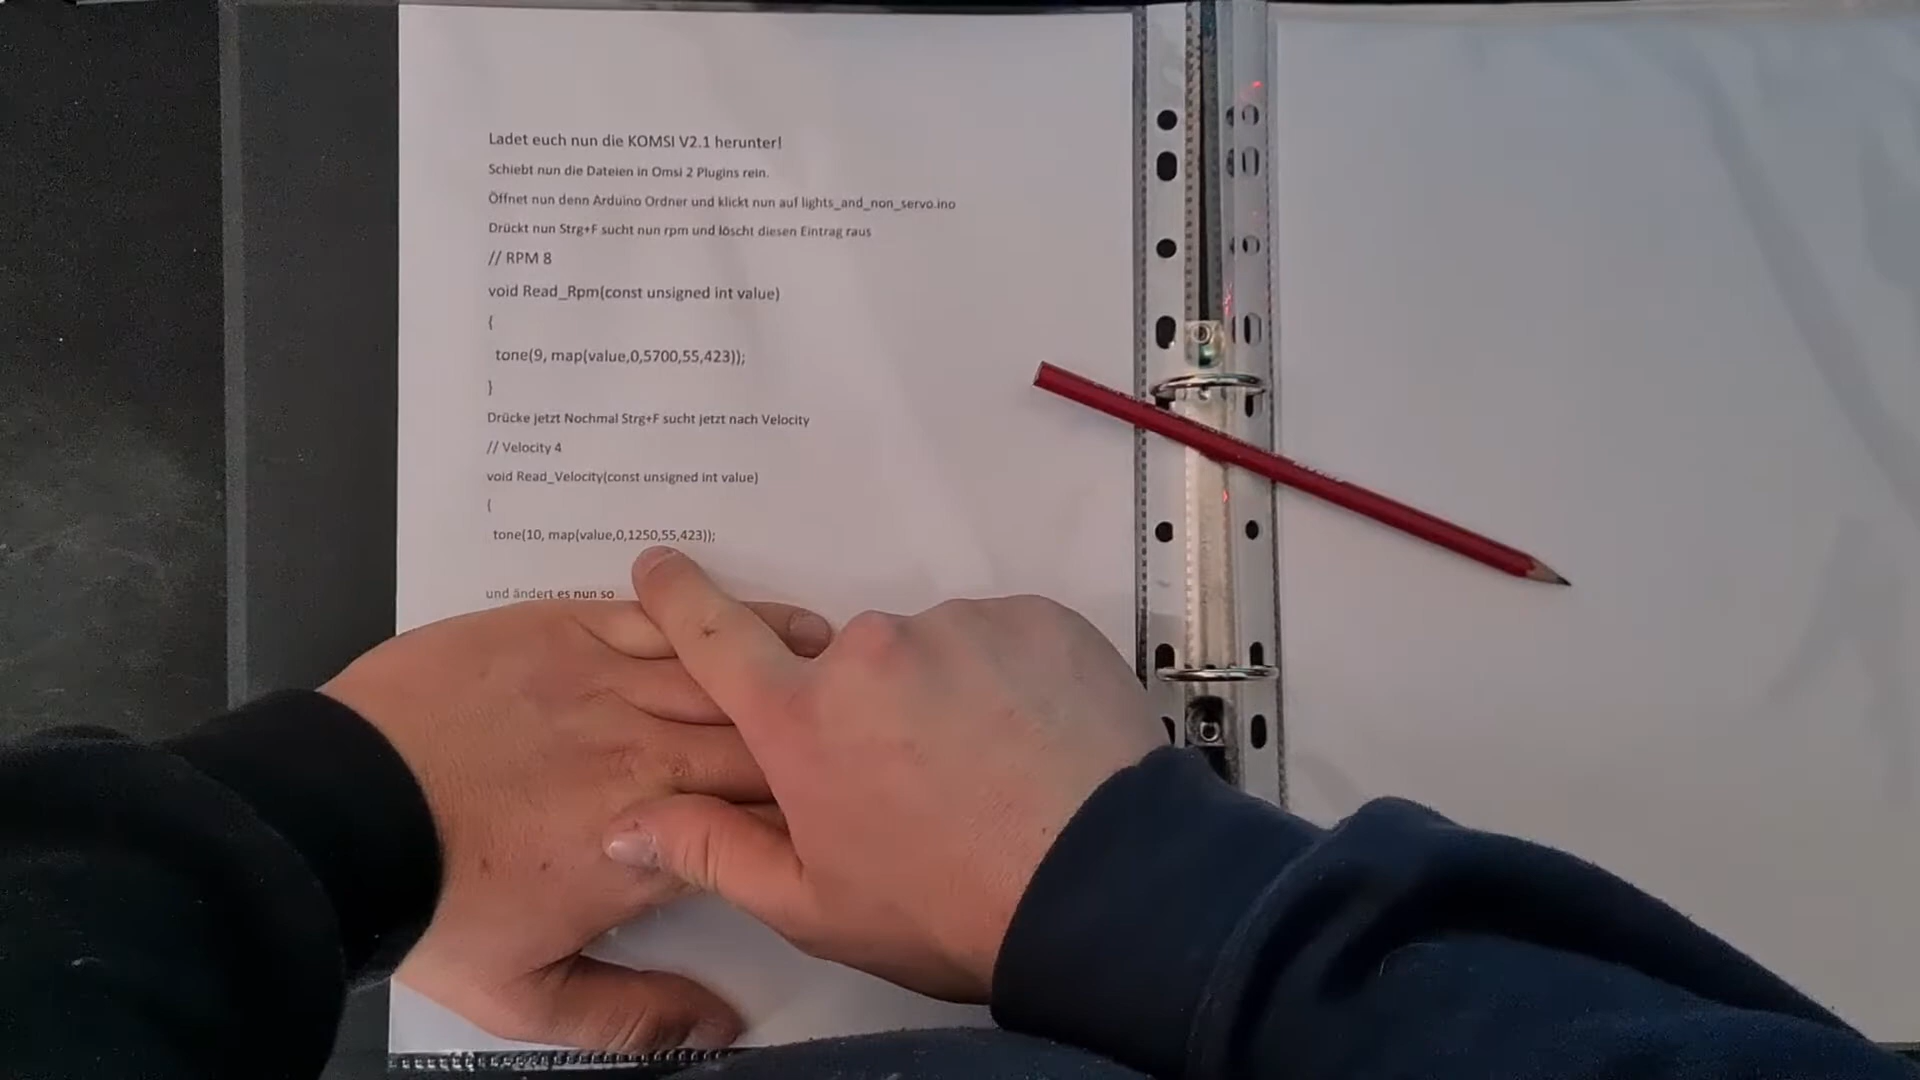 Ladet euch nun die KOMSI V2.1 herunter!
Schiebt nun die Dateien in Omsi 2 Plugins rein.
Öffnet nun denn Arduino Ordner und klickt nun auf lights_and_non_servo.ino
Drückt nun Strg+F sucht nun rpm und löscht diesen Eintrag raus
// RPM 8
void Read_Rpm(const unsigned int value)
{
tone(9, map(value,0,5700,55,423));
}
Drücke jetzt Nochmal Strg+F sucht jetzt nach Velocity
// Velocity 4
void Read_Velocity(const unsigned int value)
{
tone(10, map(value,0,1250,55,423));
und ändert es nun so